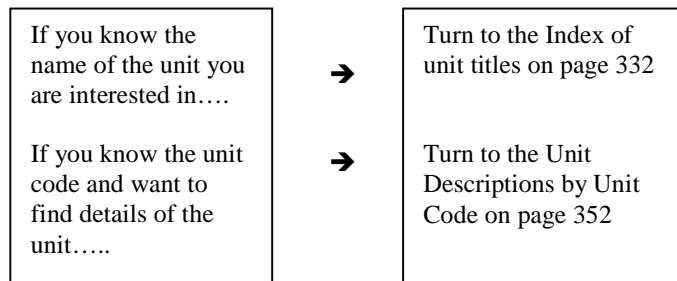 If you know the
name of the unit you
are interested in….
➔
Turn to the Index of
unit titles on page 332
If you know the unit
code and want to
find details of the
unit…..
➔
Turn to the Unit
Descriptions by Unit
Code on page 352